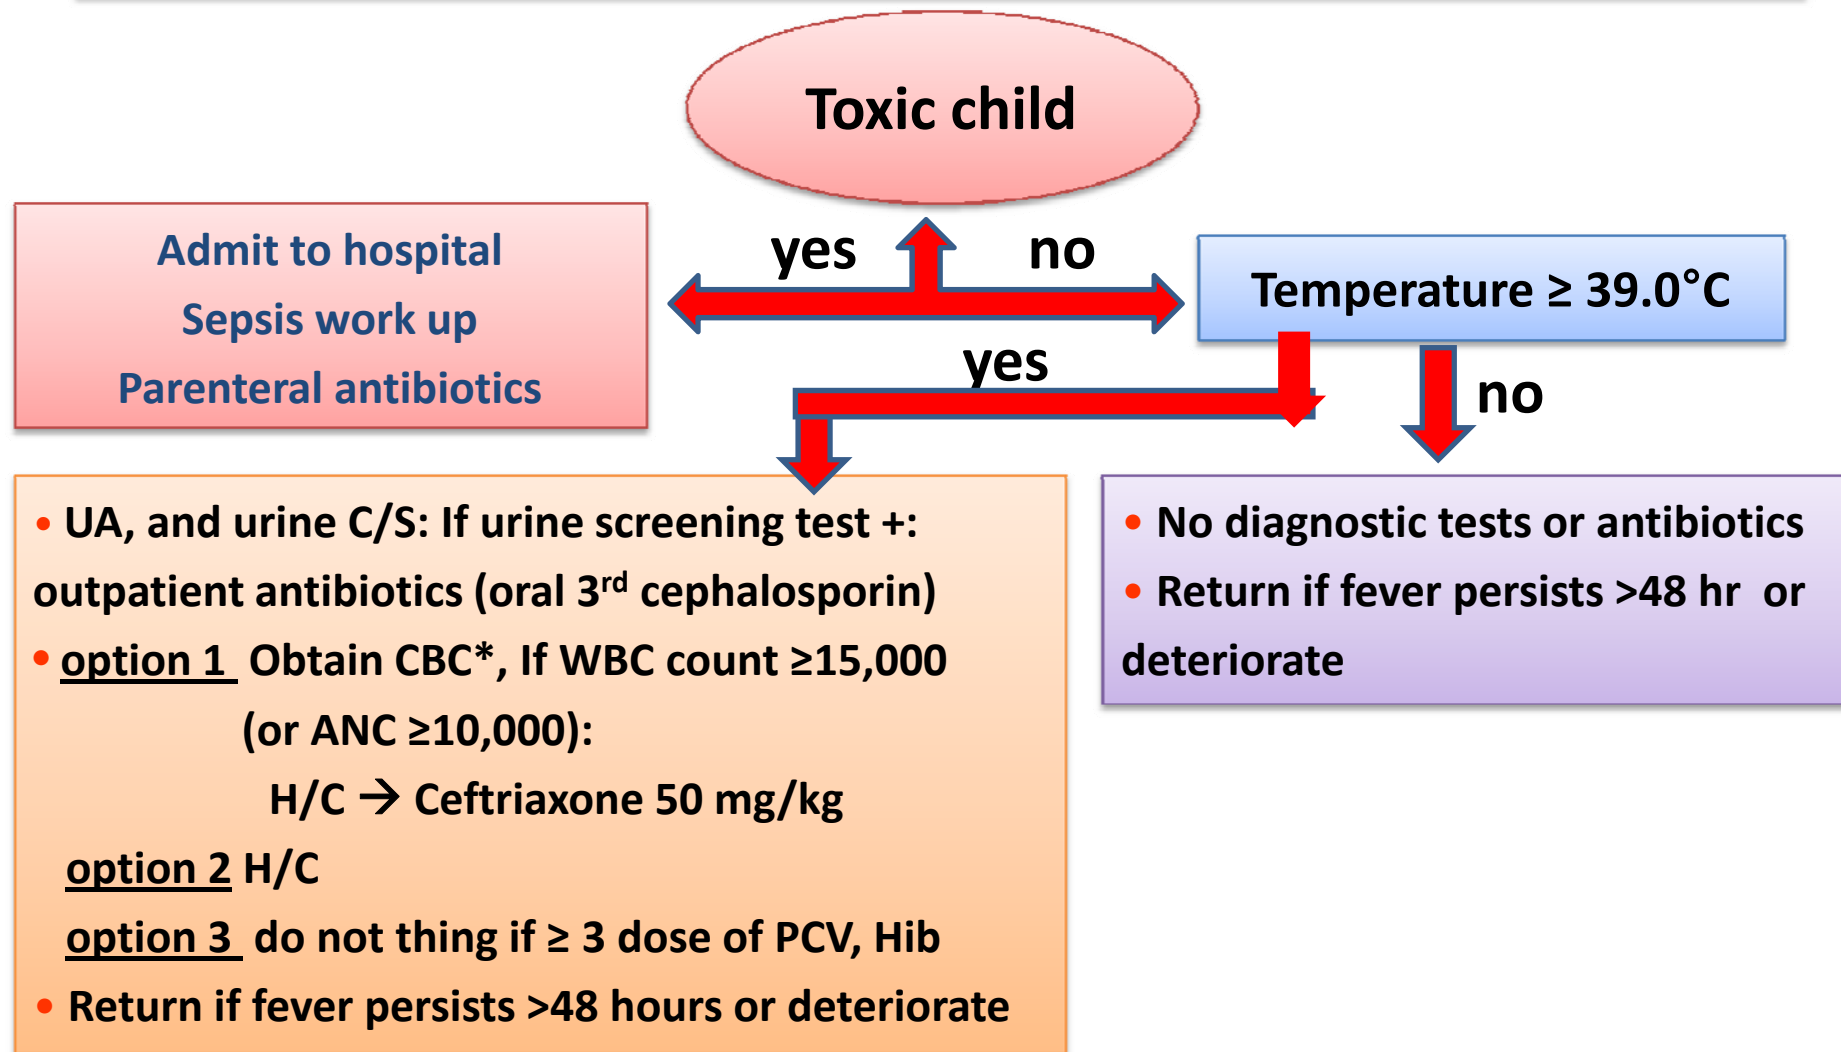 Toxic child
yes
no
Admit to hospital
Sepsis work up
Parenteral antibiotics
Temperature ≥ 39.0°C
yes
no
• UA, and urine C/S: If urine screening test +:
outpatient antibiotics (oral 3rd cephalosporin)
• option 1 Obtain CBC*, If WBC count ≥15,000
(or ANC ≥10,000):
H/C → Ceftriaxone 50 mg/kg
option 2 H/C
option 3 do not thing if ≥ 3 dose of PCV, Hib
• Return if fever persists >48 hours or deteriorate
• No diagnostic tests or antibiotics
• Return if fever persists >48 hr or
deteriorate